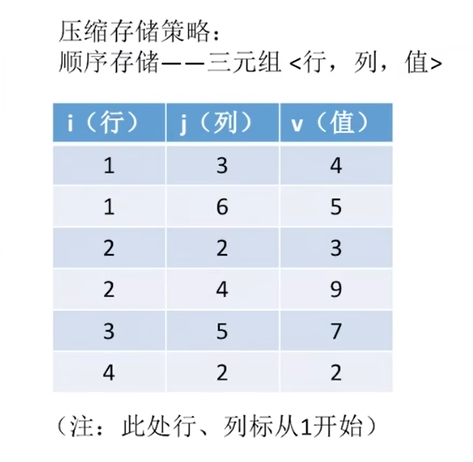 压缩存储策略：
顺序存储——三元组 <行，列，值>
i（行） j（列） v（值）
1 3 4
1 6 5
2 2 3
2 4 9
3 5 7
4 2 2
（注：此处行、列标从1开始）